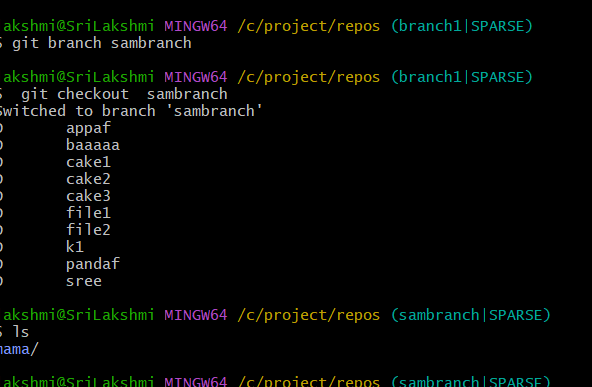 akshmi@SriLakshmi MINGW64 /c/project/repos (branch1|SPARSE)
$ git branch sambranch
akshmi@SriLakshmi MINGW64 /c/project/repos (branch1|SPARSE)
$ git checkout sambranch
Switched to branch 'sambranch'
D appaf
D baaaaa
D cake1
D cake2
D cake3
D file1
D file2
D k1
D pandaf
D sree
akshmi@SriLakshmi MINGW64 /c/project/repos (sambranch|SPARSE)
$ ls
mama/
akshmi@SriLakshmi MINGW64 /c/project/repos (sambranch|SPARSE)